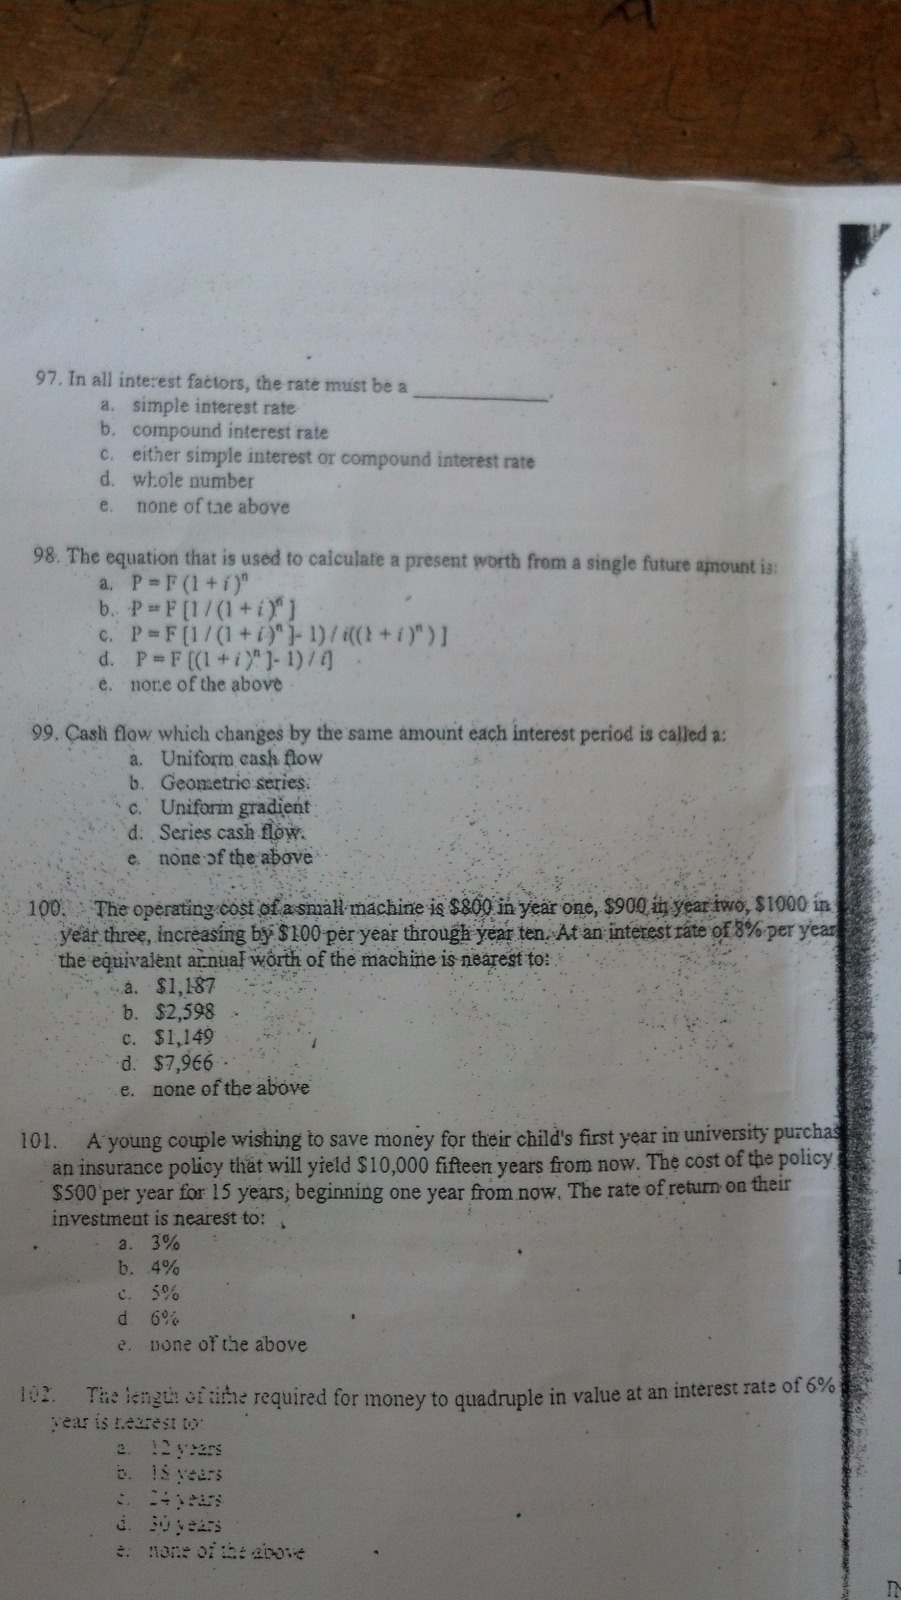 97. In all interest factors, the rate must be a ____________.
a. simple interest rate
b. compound interest rate
c. either simple interest or compound interest rate
d. whole number
e. none of the above
98. The equation that is used to calculate a present worth from a single future amount is:
a. P = F (1 + i)ⁿ
b. P = F [1 / (1 + i)ⁿ ]
c. P = F [1 / (1 + i)ⁿ ]- 1) / i((1 + i)ⁿ ) ]
d. P = F [(1 + i)ⁿ ]- 1) / i]
e. none of the above
99. Cash flow which changes by the same amount each interest period is called a:
a. Uniform cash flow
b. Geometric series.
c. Uniform gradient
d. Series cash flow.
e. none of the above
100. The operating cost of a small machine is $800 in year one, $900 in year two, $1000 in
year three, increasing by $100 per year through year ten. At an interest rate of 8% per year
the equivalent annual worth of the machine is nearest to:
a. $1,187
b. $2,598
c. $1,149
d. $7,966
e. none of the above
101. A young couple wishing to save money for their child's first year in university purchas
an insurance policy that will yield $10,000 fifteen years from now. The cost of the policy
$500 per year for 15 years, beginning one year from now. The rate of return on their
investment is nearest to:
a. 3%
b. 4%
c. 5%
d 6%
e. none of the above
102. The length of time required for money to quadruple in value at an interest rate of 6%
year is nearest to:
a. 12 years
b. 18 years
c. 24 years
d. years
e. none of the above